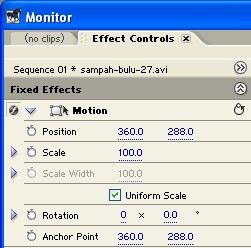 Monitor
(no clips) Effect Controls
Sequence 01 * sampah-bulu-27.avi
Fixed Effects
Motion
Position 360.0 288.0
Scale 100.0
Scale Width 100.0
Uniform Scale
Rotation 0 x 0.0 °
Anchor Point 360.0 288.0